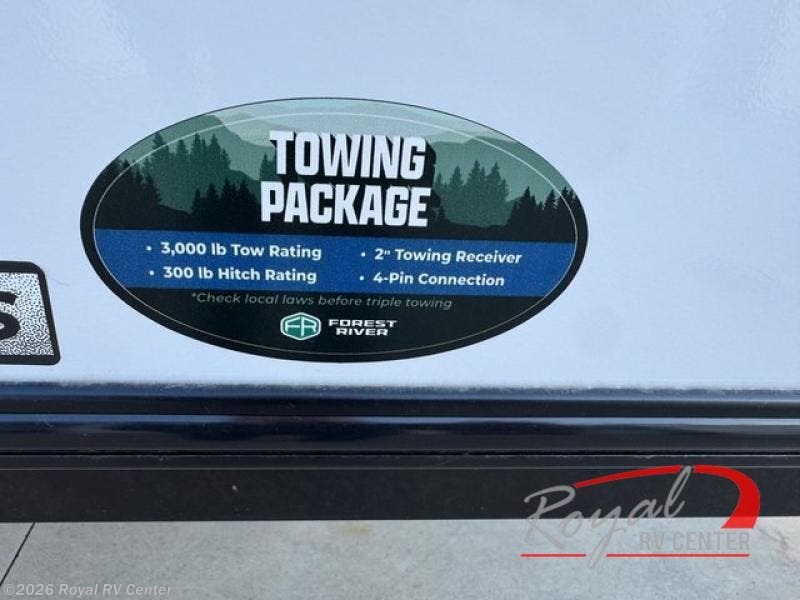 TOWING
PACKAGE
• 3,000 lb Tow Rating
• 300 lb Hitch Rating
• 2" Towing Receiver
• 4-Pin Connection
*Check local laws before triple towing
FR FOREST
RIVER
S
Royal
RV CENTER
©2026 Royal RV Center